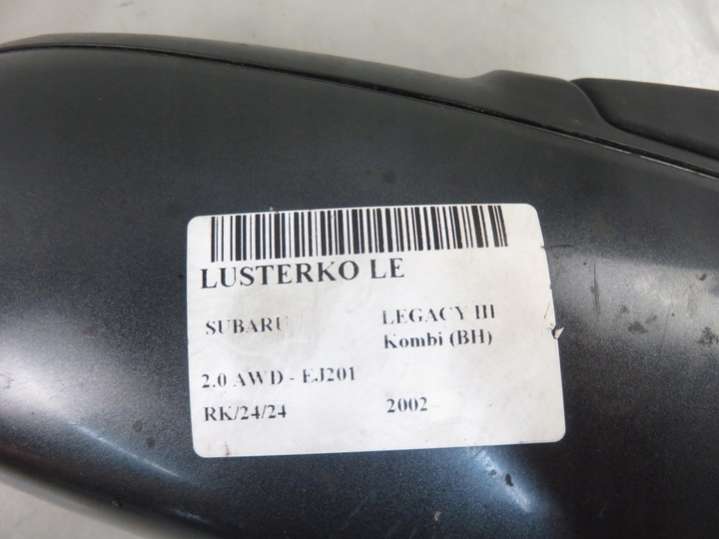 LUSTERKO LE
SUBARU LEGACY III
Kombi (BH)
2.0 AWD - EJ201
RK/24/24 2002